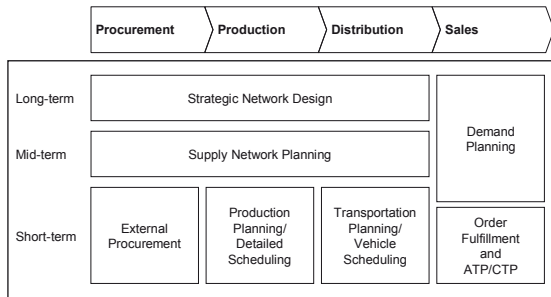 Procurement
Production
Distribution
Sales
Long-term
Strategic Network Design
Demand
Planning
Mid-term
Supply Network Planning
Short-term
External
Procurement
Production
Planning/
Detailed
Scheduling
Transportation
Planning/
Vehicle
Scheduling
Order
Fulfillment
and
ATP/CTP